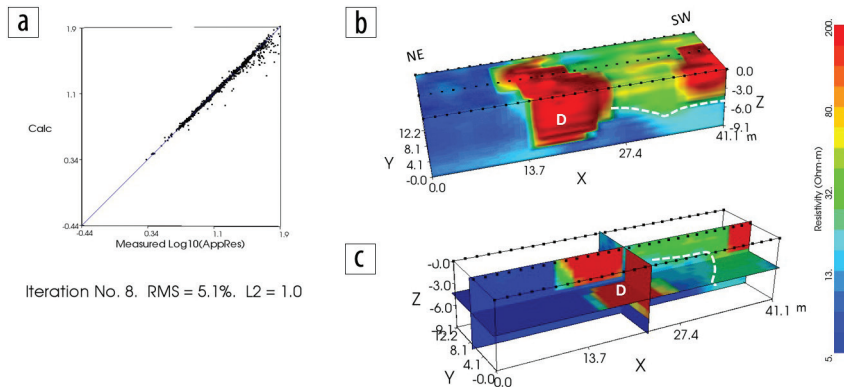 a
1.9
1.1
Calc
0.34
-0.44
-0.44
0.34
1.1
1.9
Measured Log10(AppRes)
Iteration No. 8. RMS = 5.1%. L2 = 1.0
b
NE
SW
D
0.0
-3.0
-6.0
-9.1
Z
m
12.2
8.1
4.1
-0.0
Y
0.0
13.7
27.4
41.1
X
c
-0.0
-3.0
-6.0
-9.1
Z
D
12.2
8.1
4.1
-0.0
Y
0.0
13.7
27.4
41.1
m
X
200.
80.
32.
13.
5.
Resistivity (Ohm-m)